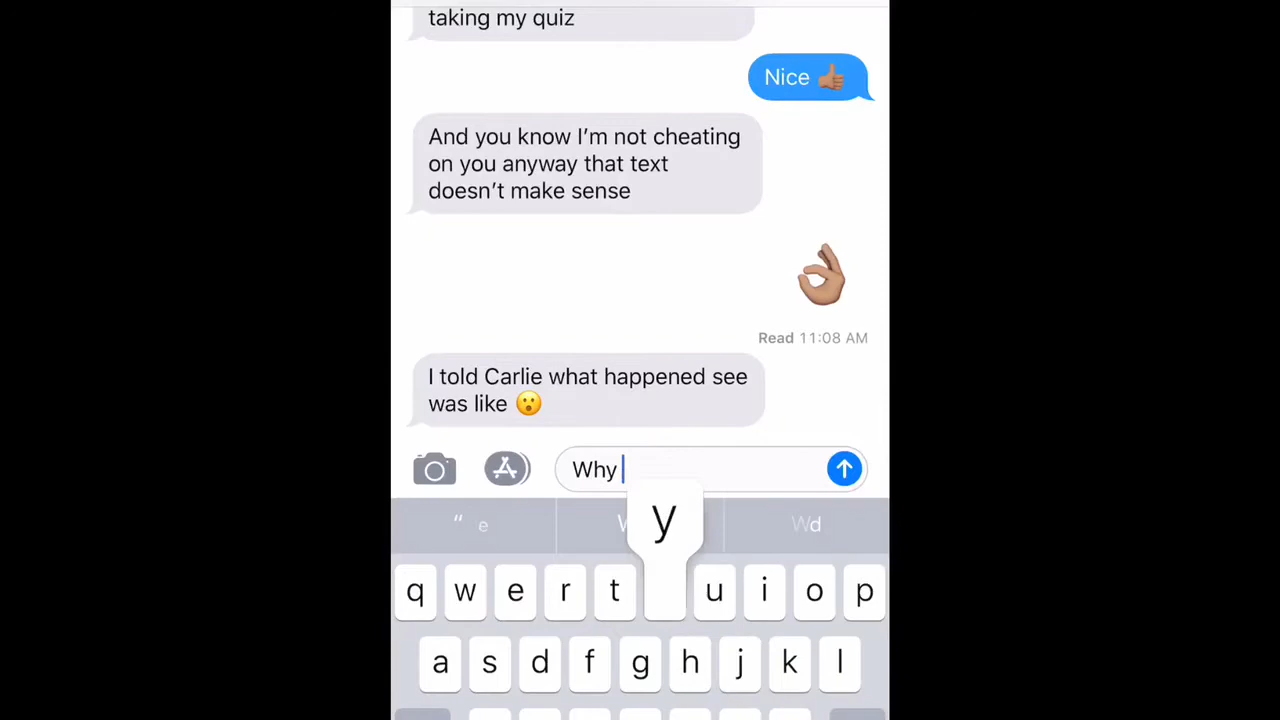 taking my quiz
Nice 👍🏽
And you know I'm not cheating
on you anyway that text
doesn't make sense
👌🏽
Read 11:08 AM
I told Carlie what happened see
was like 😮
Why
" e
Wd
y
q w e r t u i o p
a s d f g h j k l